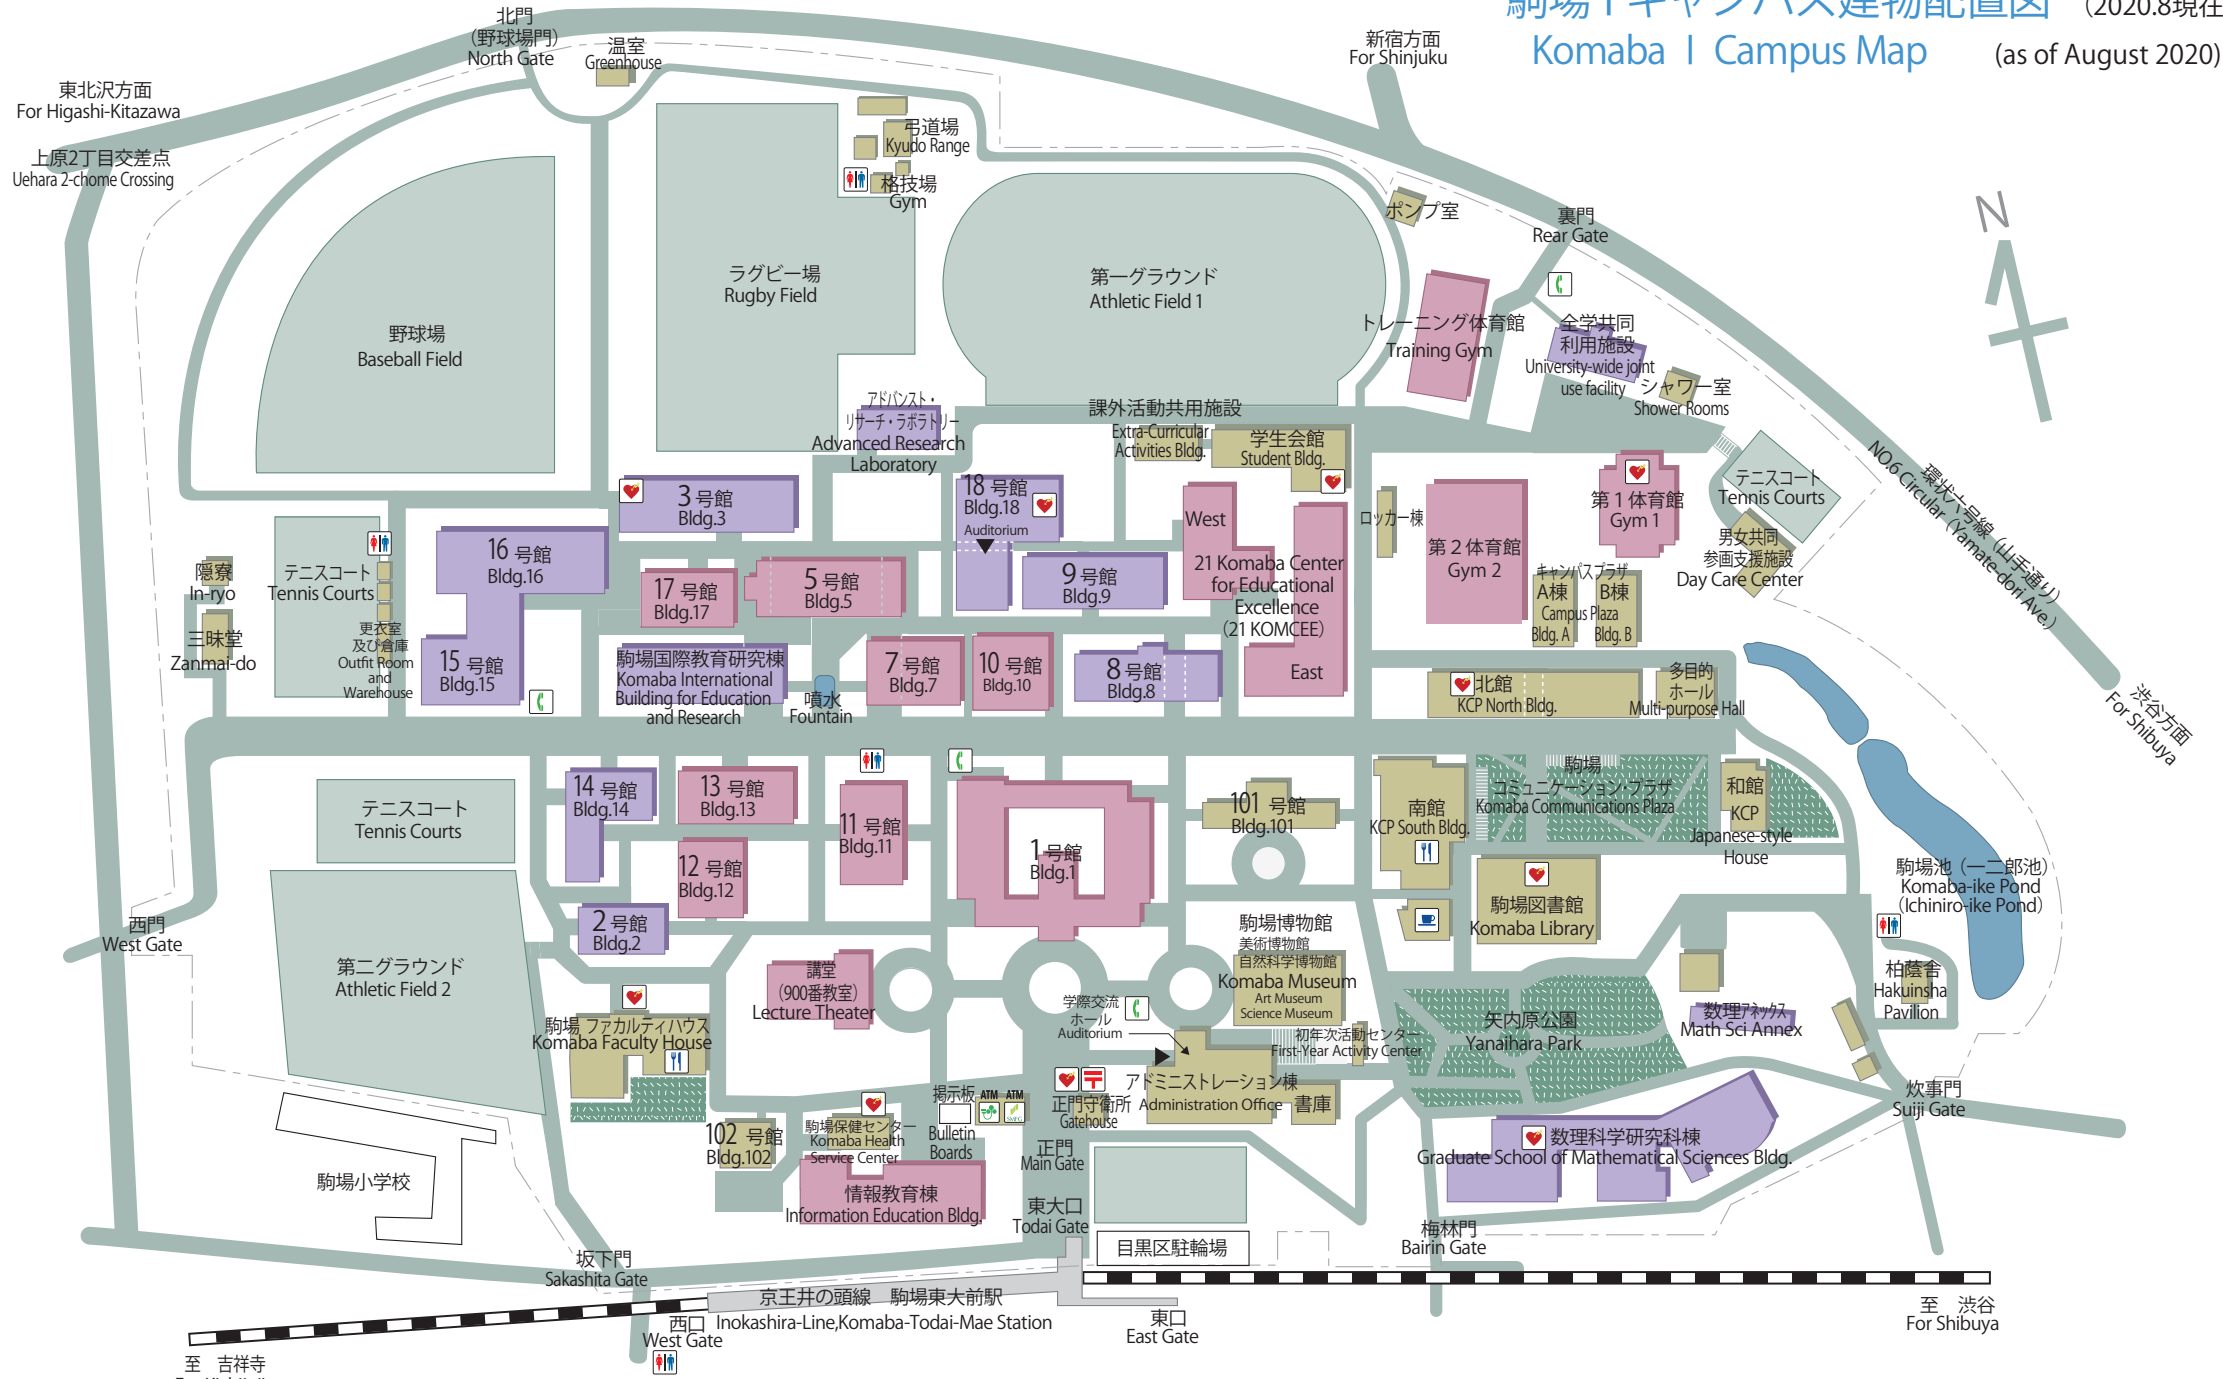 駒場Ⅰキャンパス建物配置図 (2020.8現在
Komaba Ⅰ Campus Map (as of August 2020)
北門
(野球場門)
North Gate
温室
Greenhouse
新宿方面
For Shinjuku
東北沢方面
For Higashi-Kitazawa
上原2丁目交差点
Uehara 2-chome Crossing
弓道場
Kyudo Range
格技場
Gym
ポンプ室
裏門
Rear Gate
N
ラグビー場
Rugby Field
第一グラウンド
Athletic Field 1
野球場
Baseball Field
トレーニング体育館
Training Gym
全学共同
利用施設
University-wide joint
use facility
シャワー室
Shower Rooms
アドバンスト・
リサーチ・ラボラトリー
Advanced Research
Laboratory
課外活動共用施設
Extra-Curricular
Activities Bldg.
学生会館
Student Bldg.
環状六号線(山手通り)
NO.6 Circular (Yamate-dori Ave.)
テニスコート
Tennis Courts
3 号館
Bldg.3
18 号館
Bldg.18
Auditorium
West
ロッカー棟
第 1 体育館
Gym 1
第 2 体育館
Gym 2
男女共同
参画支援施設
Day Care Center
16 号館
Bldg.16
隠寮
In-ryo
テニスコート
Tennis Courts
17 号館
Bldg.17
5 号館
Bldg.5
9 号館
Bldg.9
21 Komaba Center
for Educational
Excellence
(21 KOMCEE)
East
キャンパスプラザ
A棟
B棟
Campus Plaza
Bldg. A
Bldg. B
三昧堂
Zanmai-do
更衣室
及び倉庫
Outfit Room
and
Warehouse
15 号館
Bldg.15
駒場国際教育研究棟
Komaba International
Building for Education
and Research
噴水
Fountain
7 号館
Bldg.7
10 号館
Bldg.10
8 号館
Bldg.8
北館
KCP North Bldg.
多目的
ホール
Multi-purpose Hall
渋谷方面
For Shibuya
テニスコート
Tennis Courts
14 号館
Bldg.14
13 号館
Bldg.13
11 号館
Bldg.11
12 号館
Bldg.12
1 号館
Bldg.1
101 号館
Bldg.101
南館
KCP South Bldg.
駒場
コミュニケーション・プラザ
Komaba Communications Plaza
和館
KCP
Japanese-style
House
駒場池(一二郎池)
Komaba-ike Pond
(Ichiniro-ike Pond)
駒場図書館
Komaba Library
西門
West Gate
2 号館
Bldg.2
第二グラウンド
Athletic Field 2
講堂
(900番教室)
Lecture Theater
駒場博物館
美術博物館
自然科学博物館
Komaba Museum
Art Museum
Science Museum
柏蔭舎
Hakuinsha
Pavilion
数理アネックス
Math Sci Annex
駒場 ファカルティハウス
Komaba Faculty House
学際交流
ホール
Auditorium
初年次活動センター
First-Year Activity Center
矢内原公園
Yanaihara Park
アドミニストレーション棟
Administration Office
書庫
正門守衛所
Gatehouse
掲示板
Bulletin
Boards
ATM
ATM
SMFG
炊事門
Suiji Gate
102 号館
Bldg.102
駒場保健センター
Komaba Health
Service Center
正門
Main Gate
数理科学研究科棟
Graduate School of Mathematical Sciences Bldg.
駒場小学校
情報教育棟
Information Education Bldg.
東大口
Todai Gate
目黒区駐輪場
梅林門
Bairin Gate
坂下門
Sakashita Gate
京王井の頭線 駒場東大前駅
Inokashira-Line,Komaba-Todai-Mae Station
西口
West Gate
東口
East Gate
至 渋谷
For Shibuya
至 吉祥寺